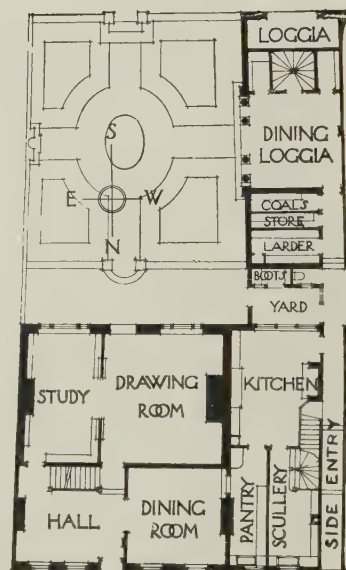 LOGGIA
DINING
LOGGIA
S
E
W
N
COALS
STORE
LARDER
BOOTS
YARD
STUDY
DRAWING
ROOM
KITCHEN
HALL
DINING
ROOM
PANTRY
SCULLERY
SIDE ENTRY